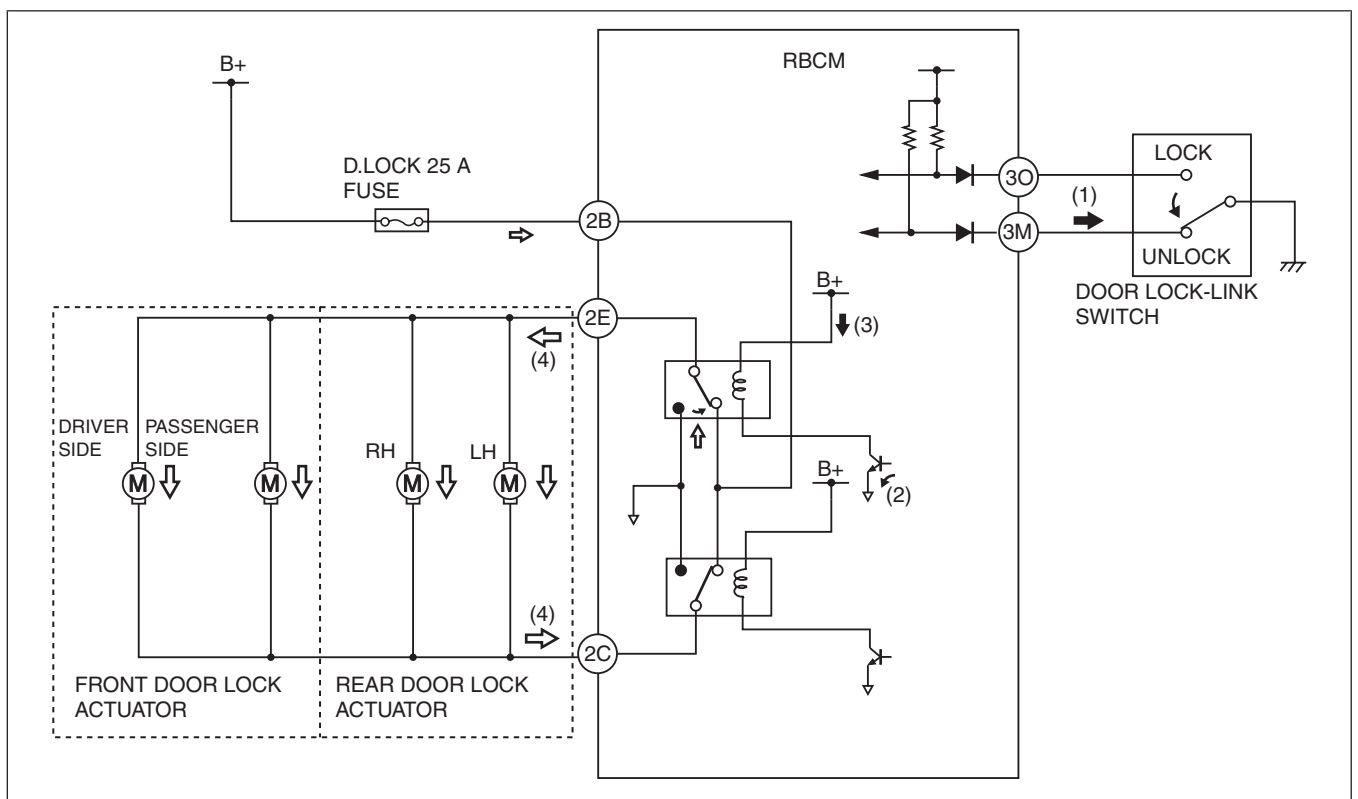 RBCM
B+
D.LOCK 25 A
FUSE
2B
3O
3M
(1)
LOCK
UNLOCK
DOOR LOCK-LINK
SWITCH
2E
(4)
B+
(3)
DRIVER
SIDE
PASSENGER
SIDE
RH
LH
M
M
M
M
B+
(2)
(4)
2C
FRONT DOOR LOCK
ACTUATOR
REAR DOOR LOCK
ACTUATOR